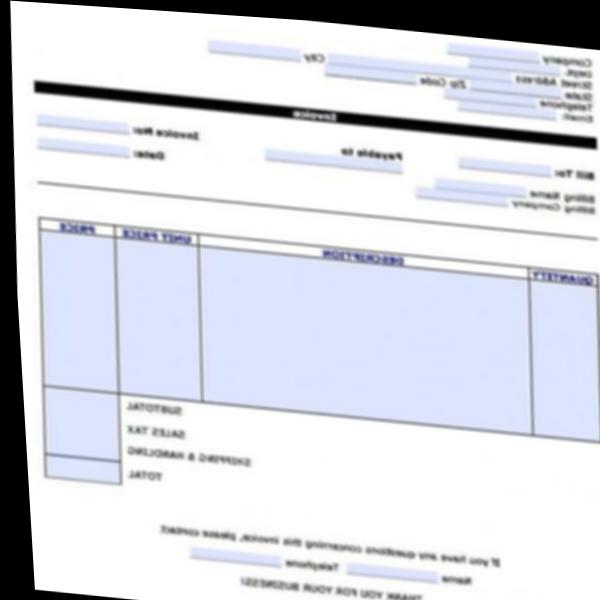 Company
Dept.
Street Address City
State Zip Code
Telephone
Email:
Invoice
Bill To: Payable to Invoice No:
Date:
Billing Name
Billing Company
QUANTITY DESCRIPTION UNIT PRICE PRICE
SUBTOTAL
SALES TAX
SHIPPING & HANDLING
TOTAL
If you have any questions concerning this invoice, please contact
Name Telephone
THANK YOU FOR YOUR BUSINESS!